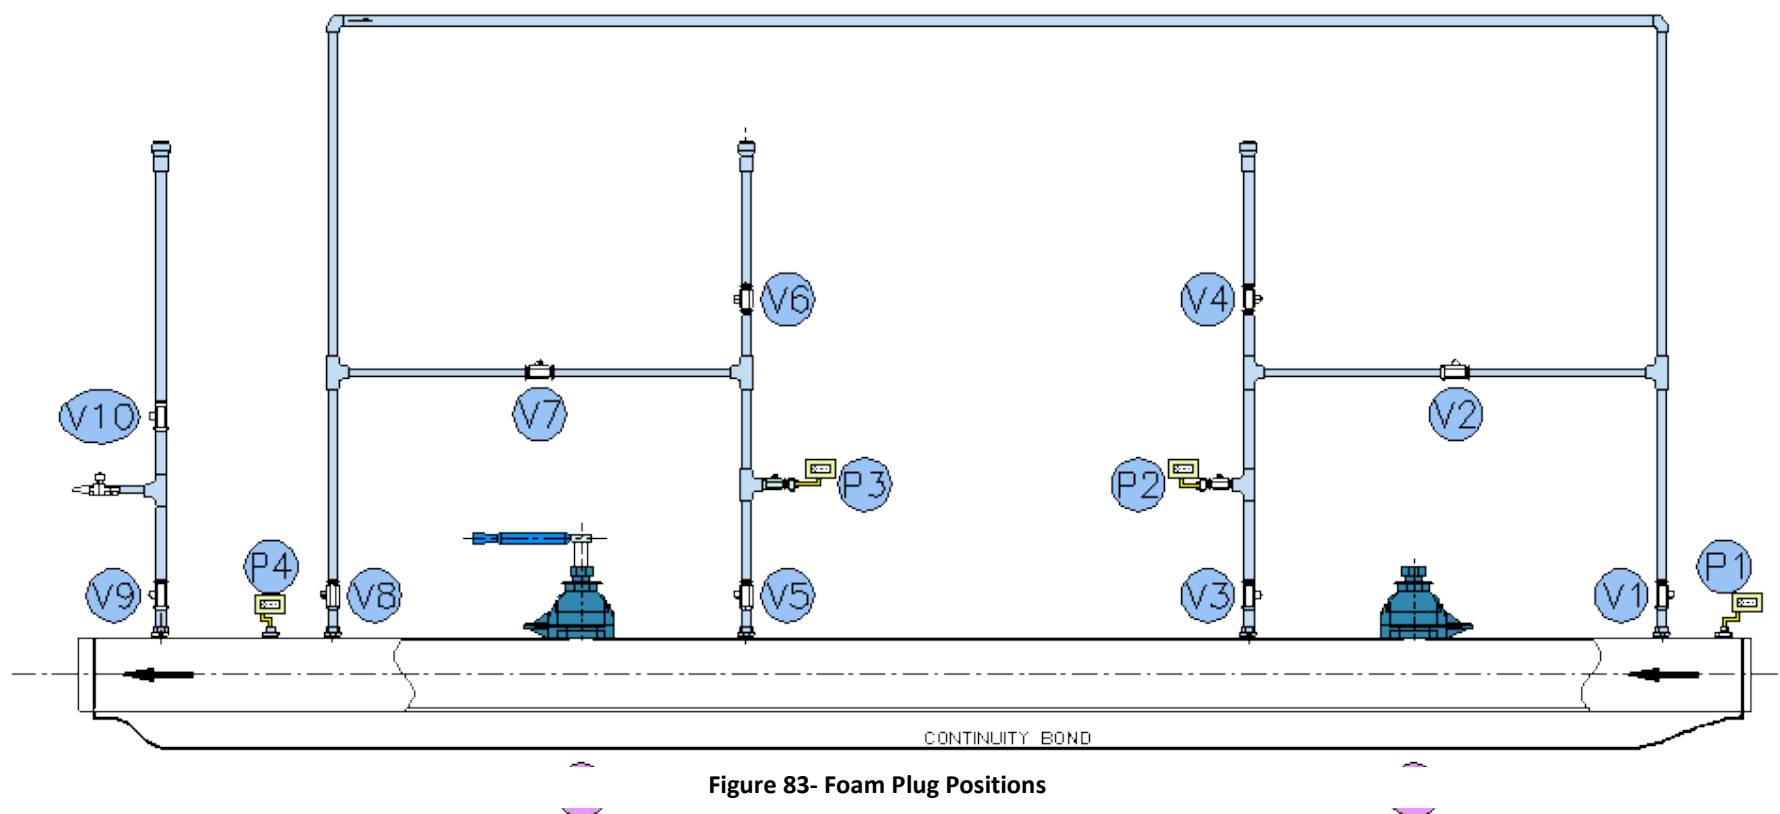 V6
V4
V10
V7
V2
P3
P2
P4
P1
V9
V8
V5
V3
V1
CONTINUITY BOND
Figure 83- Foam Plug Positions